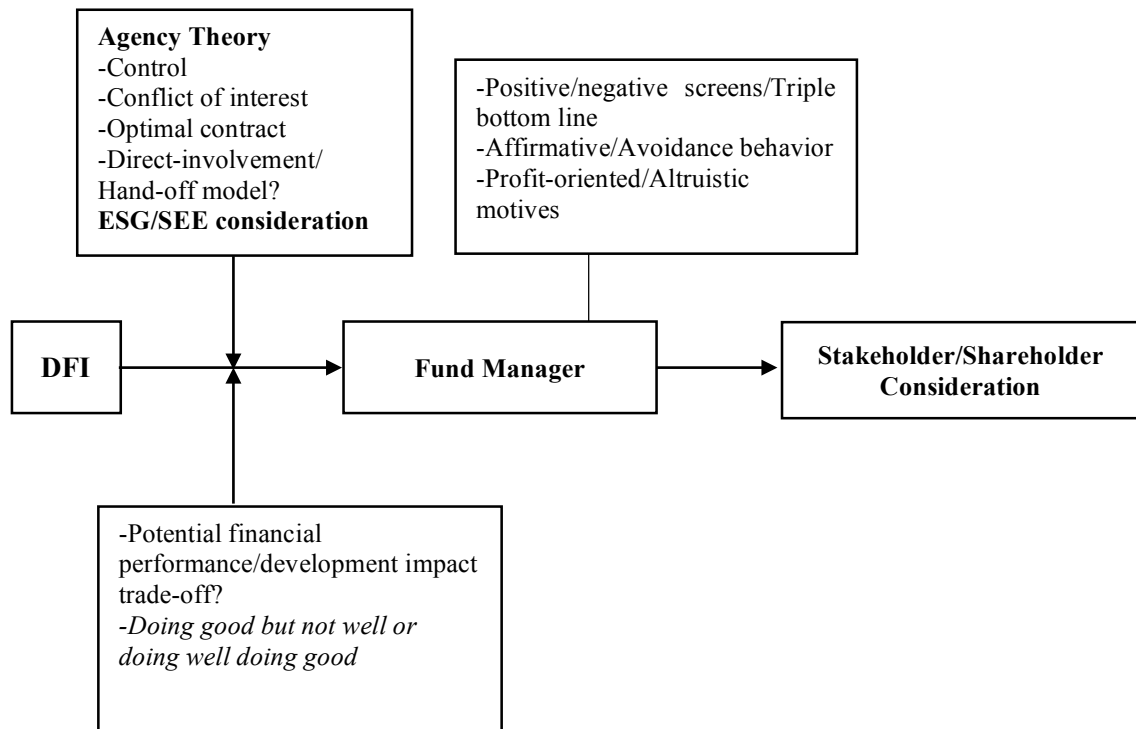 Agency Theory
-Control
-Conflict of interest
-Optimal contract
-Direct-involvement/
Hand-off model?
ESG/SEE consideration
-Positive/negative screens/Triple
bottom line
-Affirmative/Avoidance behavior
-Profit-oriented/Altruistic
motives
DFI
Fund Manager
Stakeholder/Shareholder
Consideration
-Potential financial
performance/development impact
trade-off?
-Doing good but not well or
doing well doing good